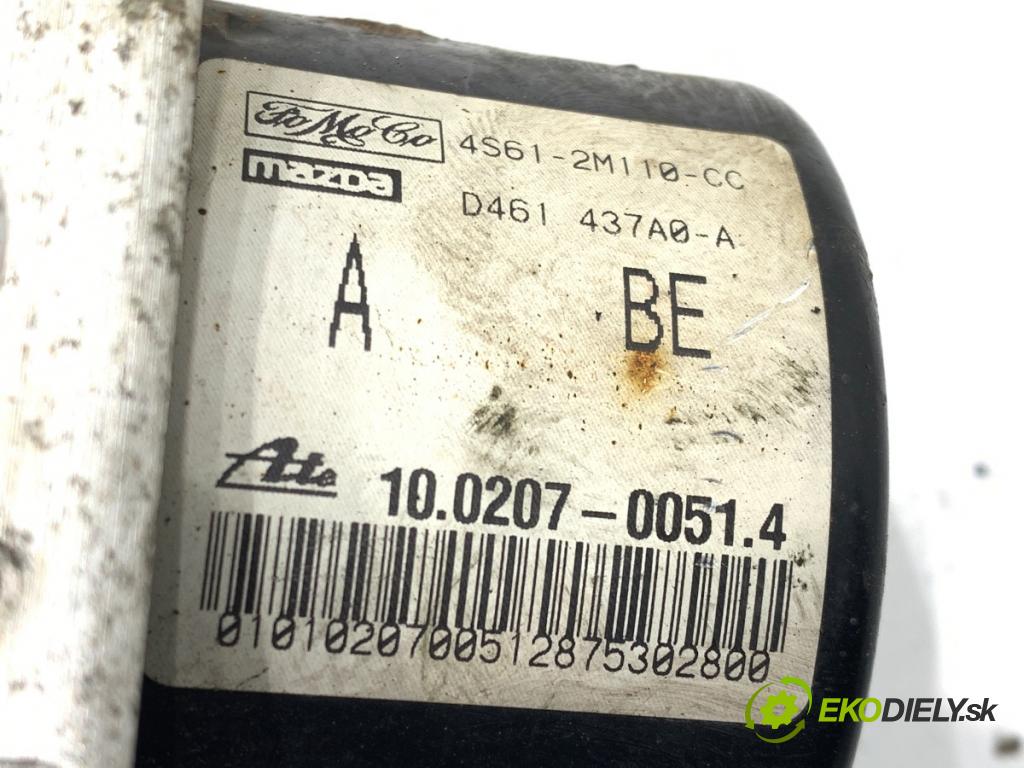 FoMoCo 4S61-2M110-CC
mazda D461 437A0-A
A BE
Ate 10.0207-0051.4
0101020700512875302800
EKODIELY.sk